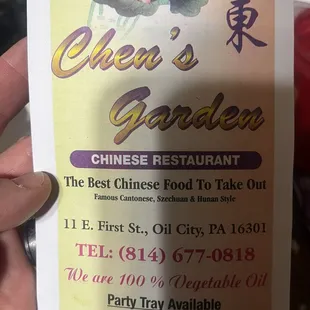 東
Chen's
Garden
CHINESE RESTAURANT
The Best Chinese Food To Take Out
Famous Cantonese, Szechuan & Hunan Style
11 E. First St., Oil City, PA 16301
TEL: (814) 677-0818
We are 100 % Vegetable Oil
Party Tray Available